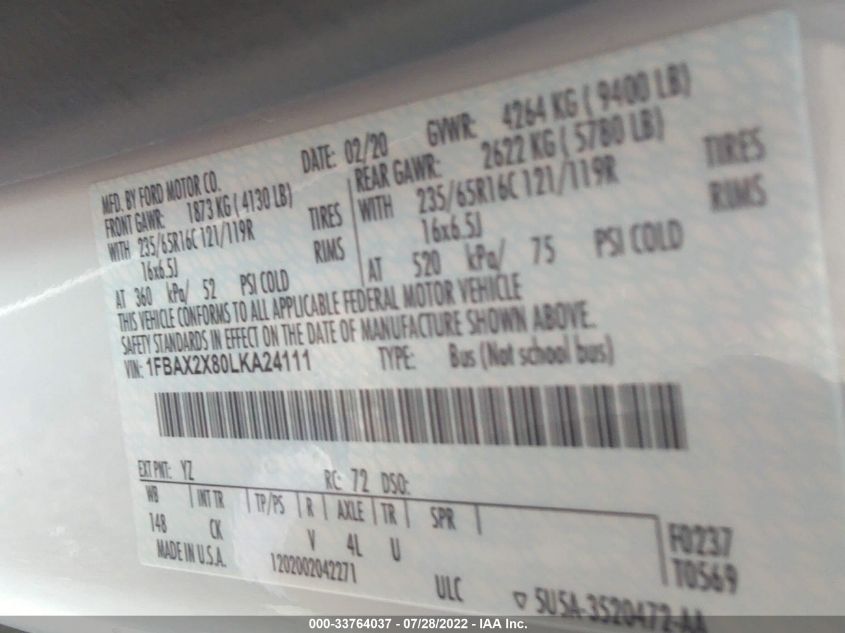 MFD. BY FORD MOTOR CO. DATE: 02/20 GVWR: 4264 KG ( 9400 LB)
FRONT GAWR: 1873 KG ( 4130 LB) REAR GAWR: 2622 KG ( 5780 LB)
WITH 235/65R16C 121/119R TIRES WITH 235/65R16C 121/119R TIRES
16x6.5J RIMS 16x6.5J RIMS
AT 360 kPa/ 52 PSI COLD AT 520 kPa/ 75 PSI COLD
THIS VEHICLE CONFORMS TO ALL APPLICABLE FEDERAL MOTOR VEHICLE
SAFETY STANDARDS IN EFFECT ON THE DATE OF MANUFACTURE SHOWN ABOVE.
VIN: 1FBAX2X80LKA24111 TYPE: Bus (Not school bus)
EXT PNT: YZ RC: 72 DSO:
WB INT TR TP/PS R AXLE TR SPR
148 CK V 4L U F0237
MADE IN U.S.A. 1202002042271 ULC T0569
5U5A-3520472-AA
000-33764037 - 07/28/2022 - IAA Inc.